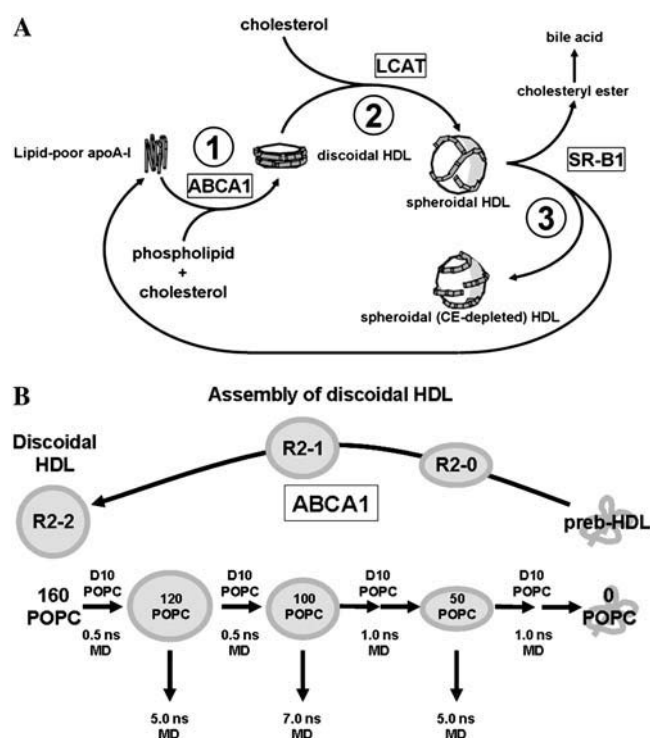 A
cholesterol
LCAT
bile acid
cholesteryl ester
Lipid-poor apoA-I
1
ABCA1
discoidal HDL
2
spheroidal HDL
SR-B1
3
phospholipid
+
cholesterol
spheroidal (CE-depleted) HDL
B
Assembly of discoidal HDL
Discoidal
HDL
R2-2
R2-1
R2-0
ABCA1
preb-HDL
160
POPC
D10
POPC
0.5 ns
MD
120
POPC
D10
POPC
0.5 ns
MD
100
POPC
D10
POPC
1.0 ns
MD
50
POPC
D10
POPC
1.0 ns
MD
0
POPC
5.0 ns
MD
7.0 ns
MD
5.0 ns
MD